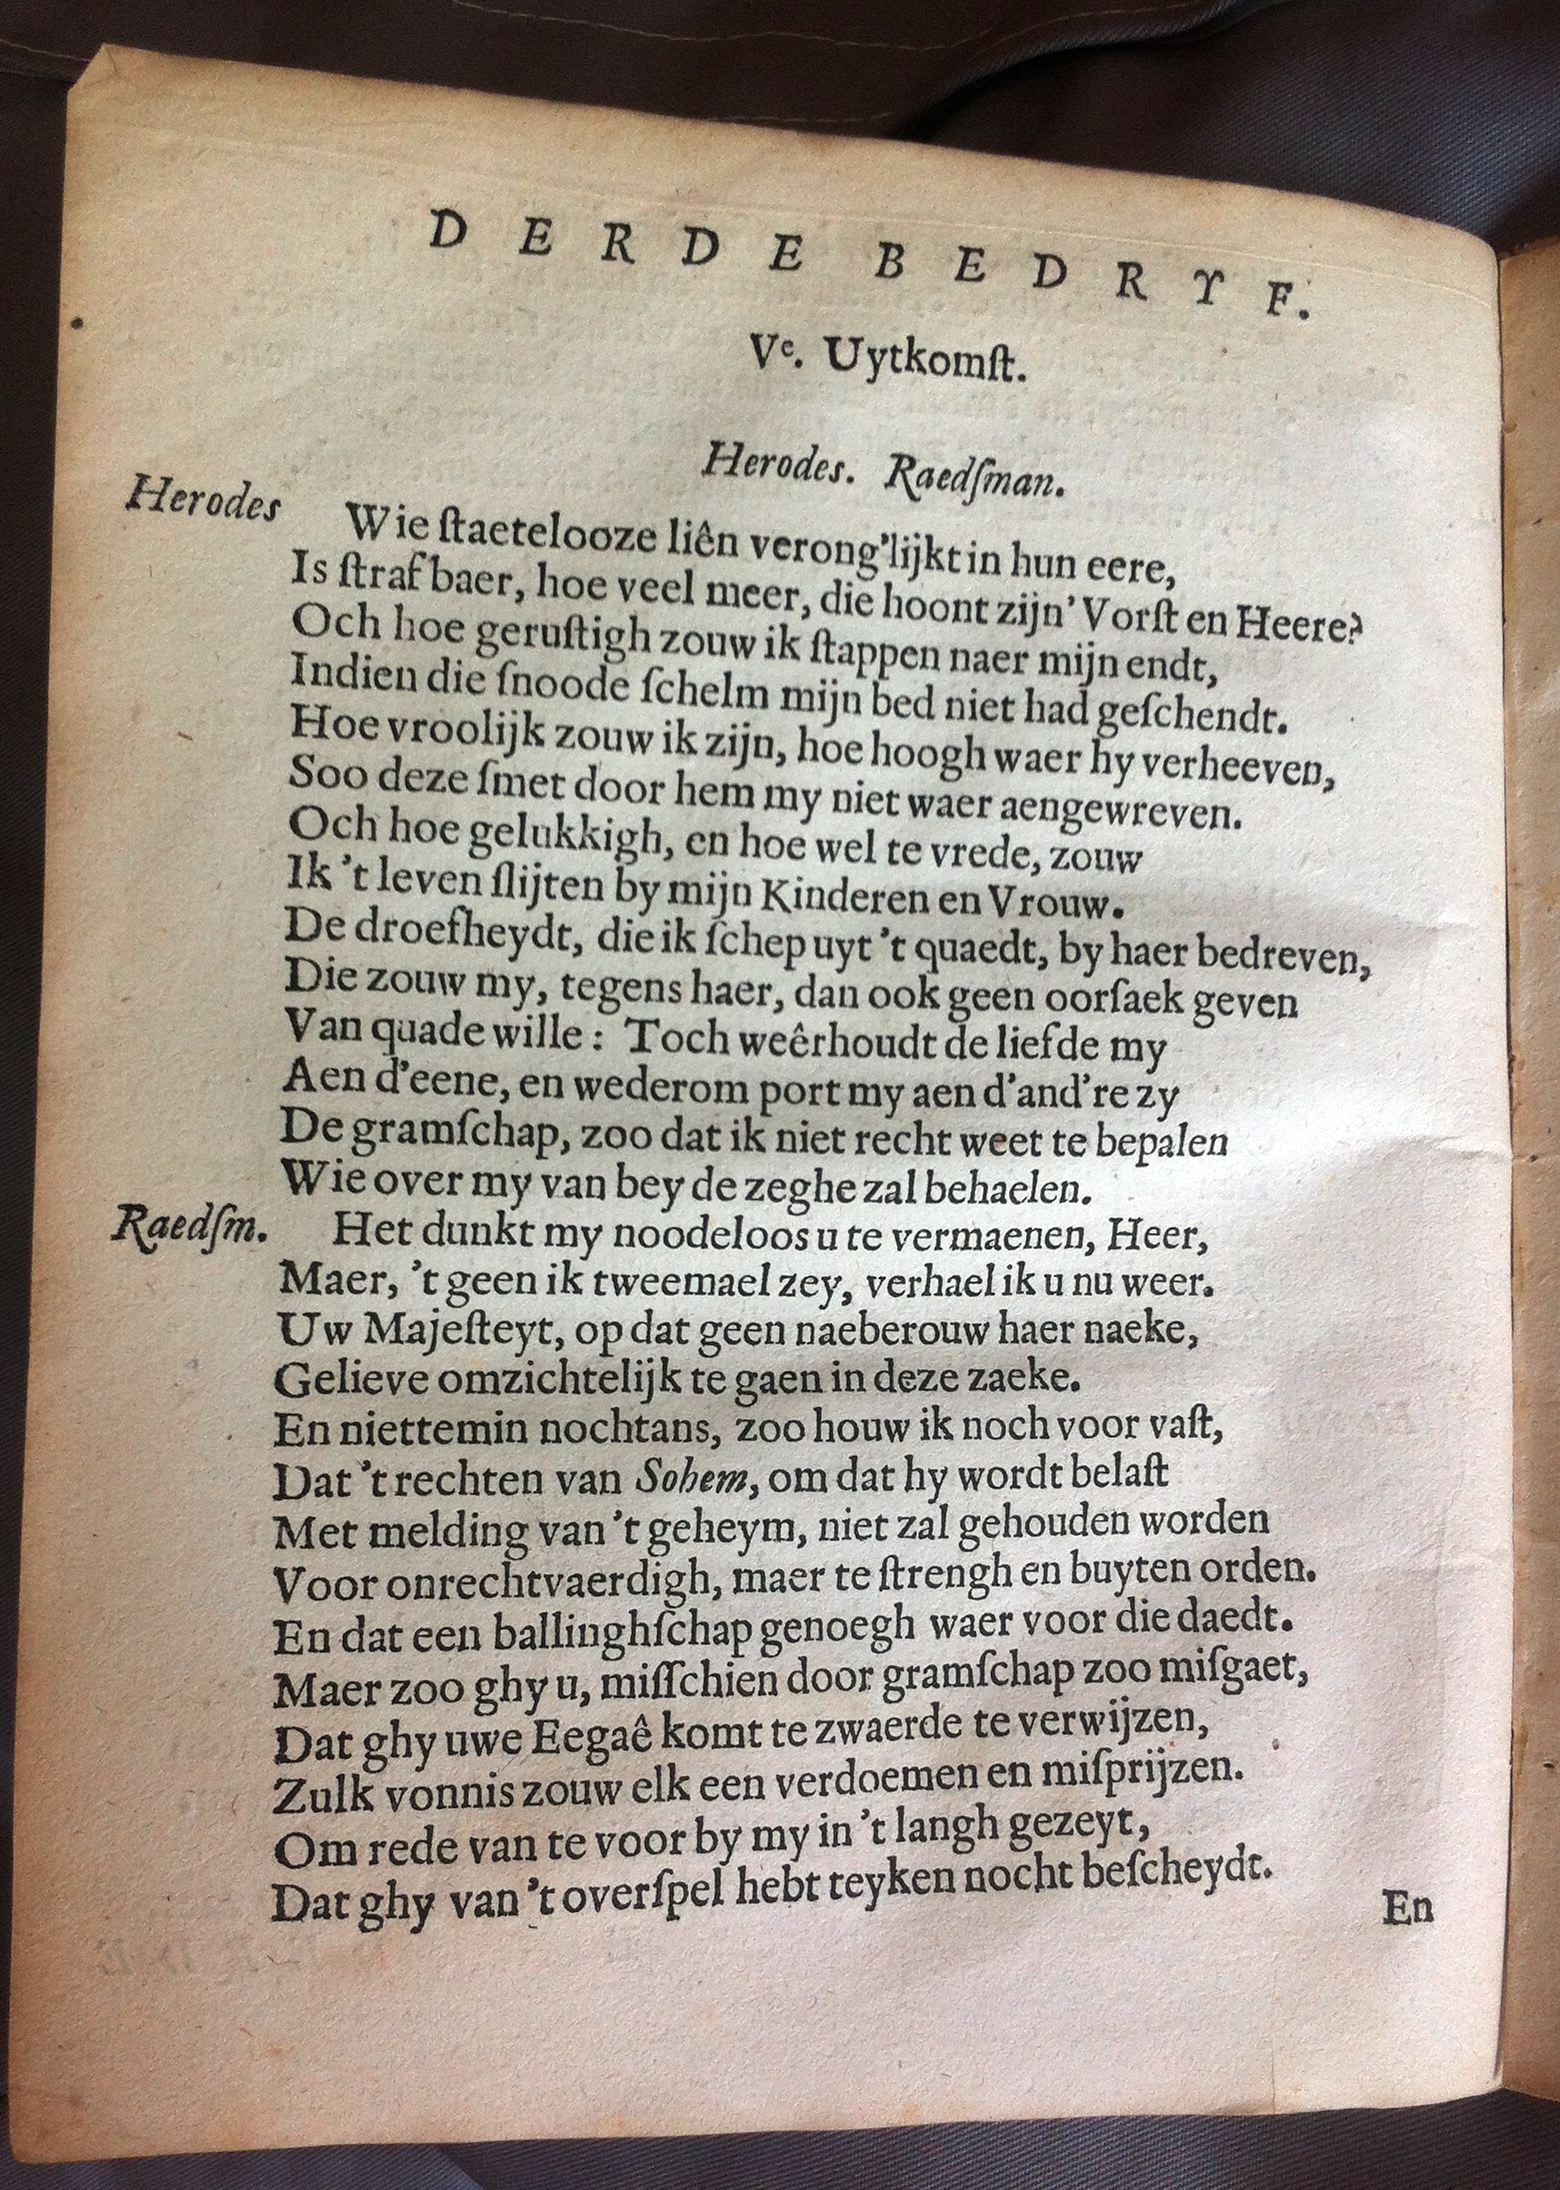 DERDE BEDRYF.
Vᵉ. Uytkomſt.
Herodes. Raedſman.
Herodes Wie ſtaetelooze liên verong'lijkt in hun eere,
Is ſtrafbaer, hoe veel meer, die hoont zijn' Vorſt en Heere?
Och hoe geruſtigh zouw ik ſtappen naer mijn endt,
Indien die ſnoode ſchelm mijn bed niet had geſchendt.
Hoe vroolijk zouw ik zijn, hoe hoogh waer hy verheeven,
Soo deze ſmet door hem my niet waer aengewreven.
Och hoe gelukkigh, en hoe wel te vrede, zouw
Ik 't leven ſlijten by mijn Kinderen en Vrouw.
De droefheydt, die ik ſchep uyt 't quaedt, by haer bedreven,
Die zouw my, tegens haer, dan ook geen oorſaek geven
Van quade wille: Toch weêrhoudt de liefde my
Aen d'eene, en wederom port my aen d'and're zy
De gramſchap, zoo dat ik niet recht weet te bepalen
Wie over my van bey de zeghe zal behaelen.
Raedſm. Het dunkt my noodeloos u te vermaenen, Heer,
Maer, 't geen ik tweemael zey, verhael ik u nu weer.
Uw Majeſteyt, op dat geen naeberouw haer naeke,
Gelieve omzichtelijk te gaen in deze zaeke.
En niettemin nochtans, zoo houw ik noch voor vaſt,
Dat 't rechten van Sohem, om dat hy wordt belaſt
Met melding van 't geheym, niet zal gehouden worden
Voor onrechtvaerdigh, maer te ſtrengh en buyten orden.
En dat een ballinghſchap genoegh waer voor die daedt.
Maer zoo ghy u, miſſchien door gramſchap zoo miſgaet,
Dat ghy uwe Eegaê komt te zwaerde te verwijzen,
Zulk vonnis zouw elk een verdoemen en miſprijzen.
Om rede van te voor by my in 't langh gezeyt,
Dat ghy van 't overſpel hebt teyken nocht beſcheydt.
En